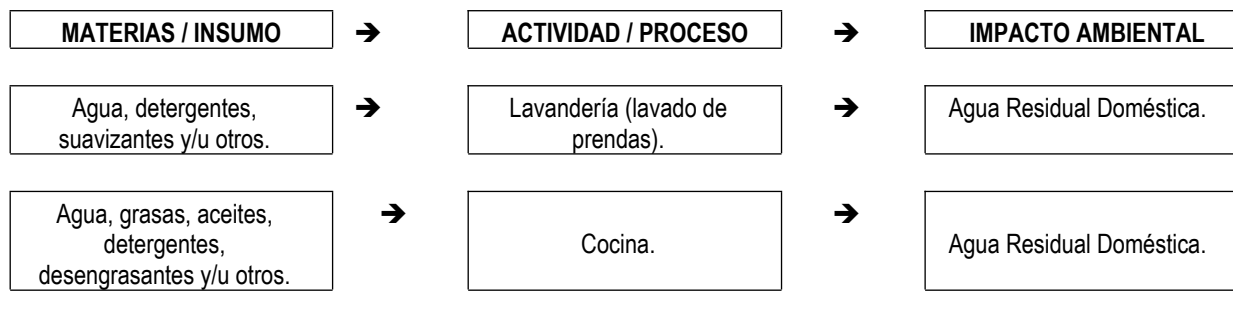 MATERIAS / INSUMO ➔ ACTIVIDAD / PROCESO ➔ IMPACTO AMBIENTAL
Agua, detergentes,
suavizantes y/u otros.
➔
Lavandería (lavado de
prendas).
➔
Agua Residual Doméstica.
Agua, grasas, aceites,
detergentes,
desengrasantes y/u otros.
➔
Cocina.
➔
Agua Residual Doméstica.